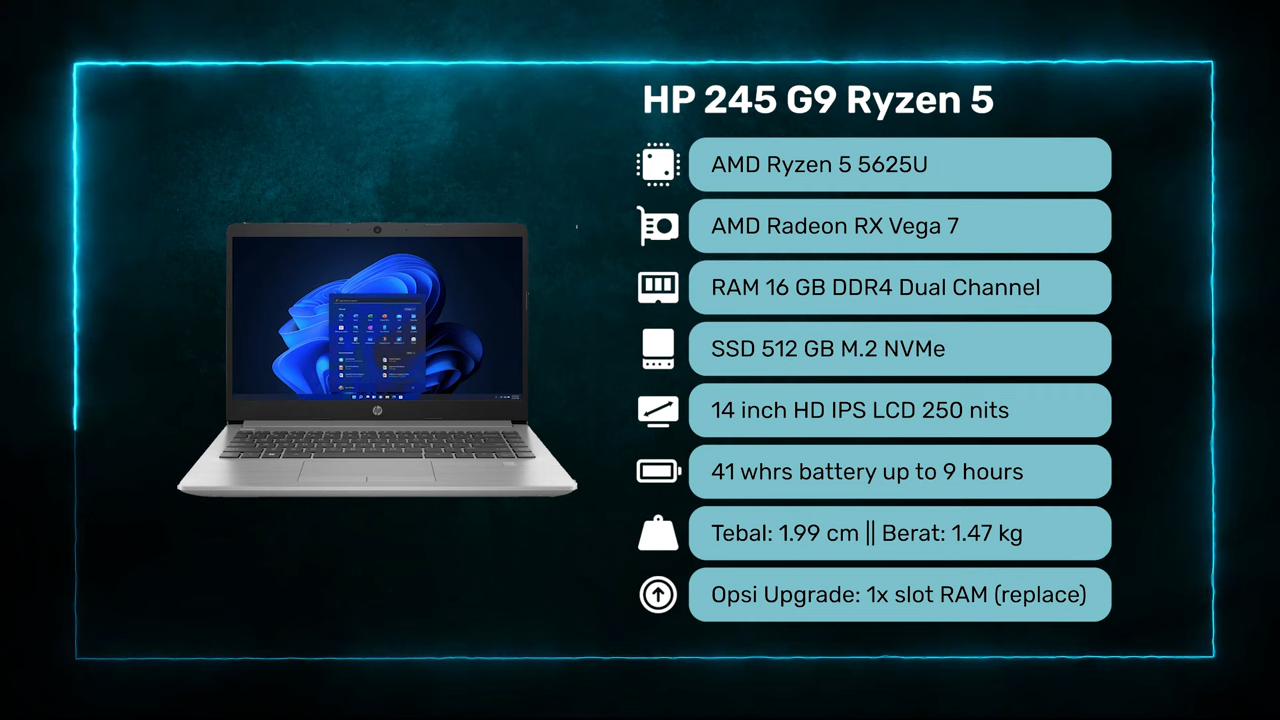 HP 245 G9 Ryzen 5
AMD Ryzen 5 5625U
AMD Radeon RX Vega 7
RAM 16 GB DDR4 Dual Channel
SSD 512 GB M.2 NVMe
14 inch HD IPS LCD 250 nits
41 whrs battery up to 9 hours
Tebal: 1.99 cm || Berat: 1.47 kg
Opsi Upgrade: 1x slot RAM (replace)
hp